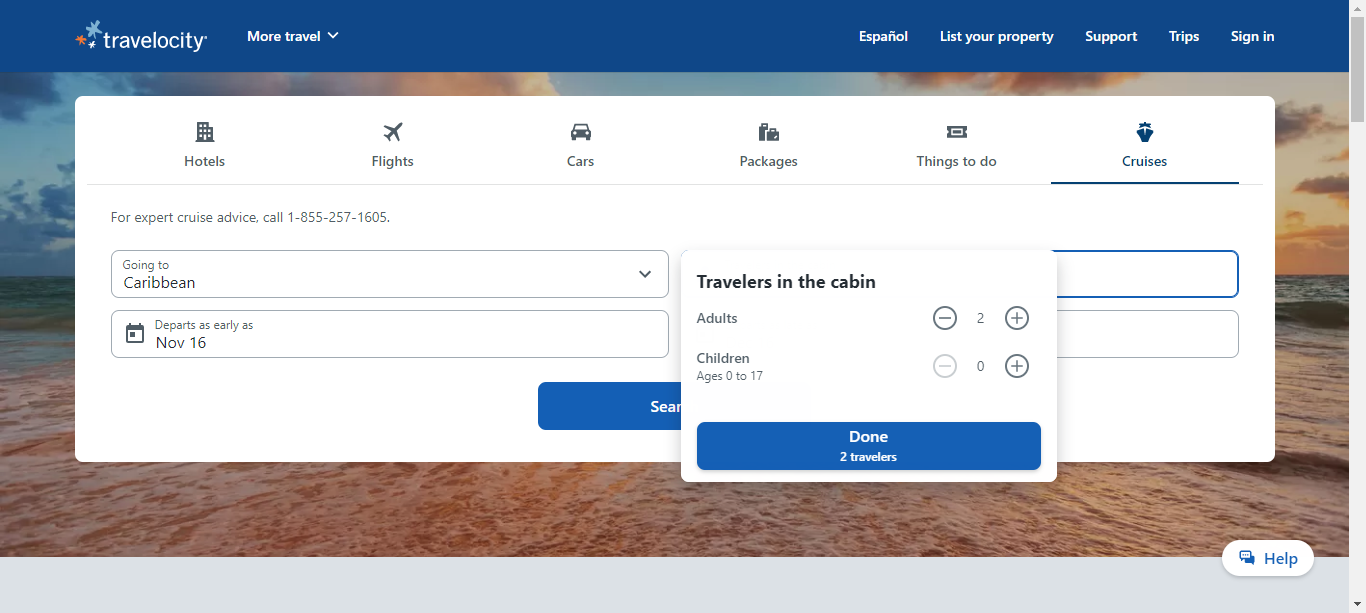 travelocity
More travel
Español
List your property
Support
Trips
Sign in
Hotels
Flights
Cars
Packages
Things to do
Cruises
For expert cruise advice, call 1-855-257-1605.
Going to
Caribbean
Departs as early as
Nov 16
Travelers in the cabin
Adults
2
Children
Ages 0 to 17
0
Done
2 travelers
Help